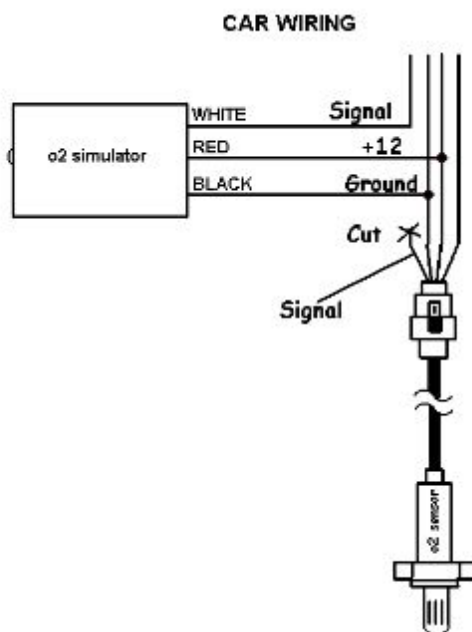 CAR WIRING
WHITE Signal
o2 simulator
RED +12
BLACK Ground
Cut
Signal
o2 sensor